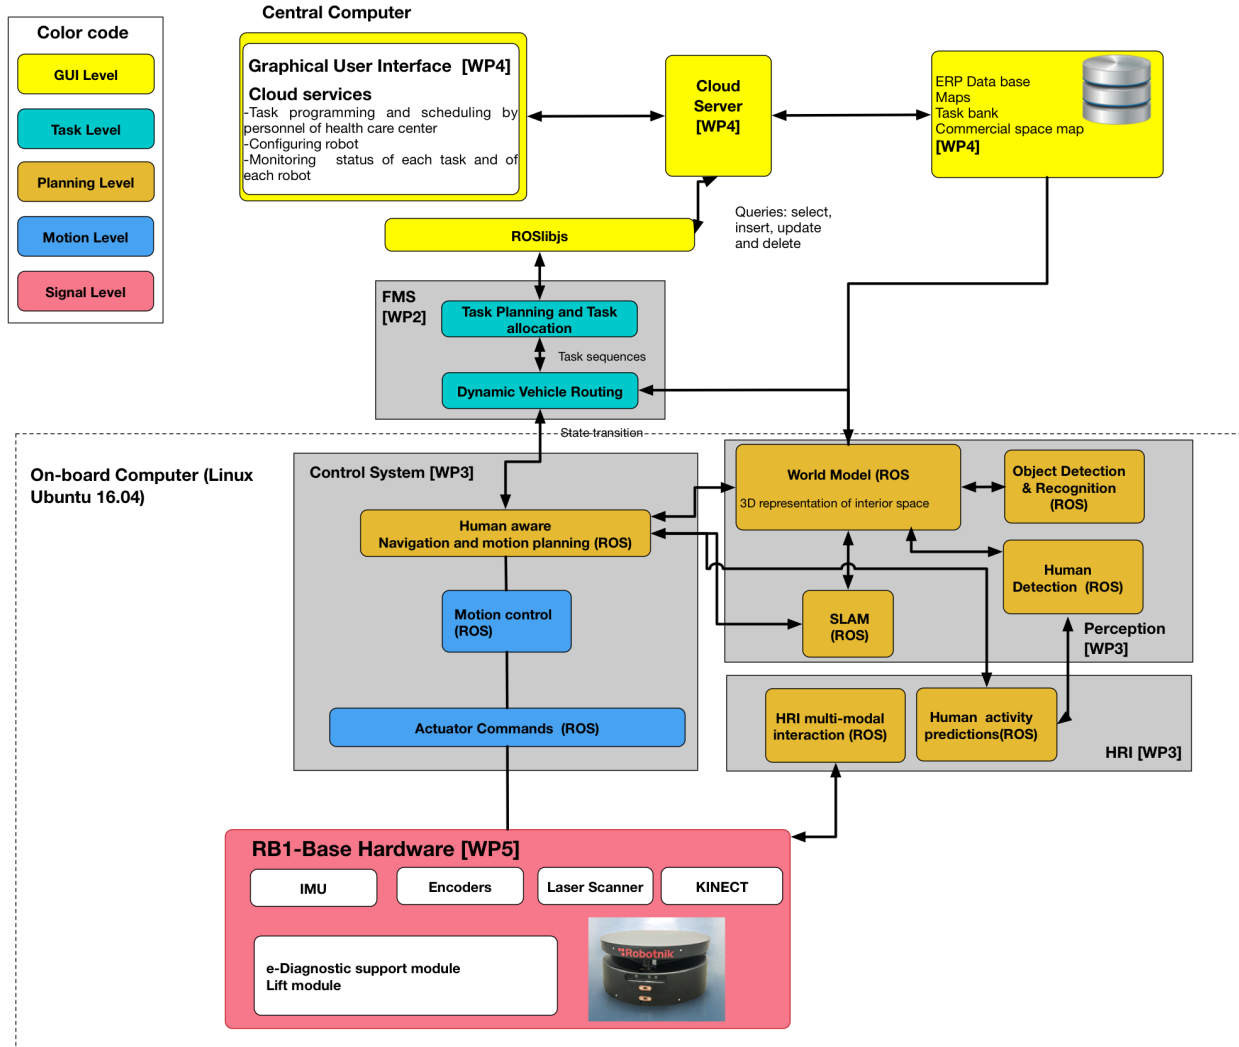 Central Computer
Color code
GUI Level
Task Level
Planning Level
Motion Level
Signal Level
Graphical User Interface [WP4]
Cloud services
-Task programming and scheduling by
personnel of health care center
-Configuring robot
-Monitoring status of each task and of
each robot
Cloud
Server
[WP4]
ERP Data base
Maps
Task bank
Commercial space map
[WP4]
Queries: select,
insert, update
and delete
ROSlibjs
FMS
[WP2]
Task Planning and Task
allocation
Task sequences
Dynamic Vehicle Routing
State transition
On-board Computer (Linux
Ubuntu 16.04)
Control System [WP3]
Human aware
Navigation and motion planning (ROS)
Motion control
(ROS)
Actuator Commands (ROS)
World Model (ROS
3D representation of interior space
Object Detection
& Recognition
(ROS)
Human
Detection (ROS)
SLAM
(ROS)
Perception
[WP3]
HRI multi-modal
interaction (ROS)
Human activity
predictions(ROS)
HRI [WP3]
RB1-Base Hardware [WP5]
IMU
Encoders
Laser Scanner
KINECT
e-Diagnostic support module
Lift module
Robotnik